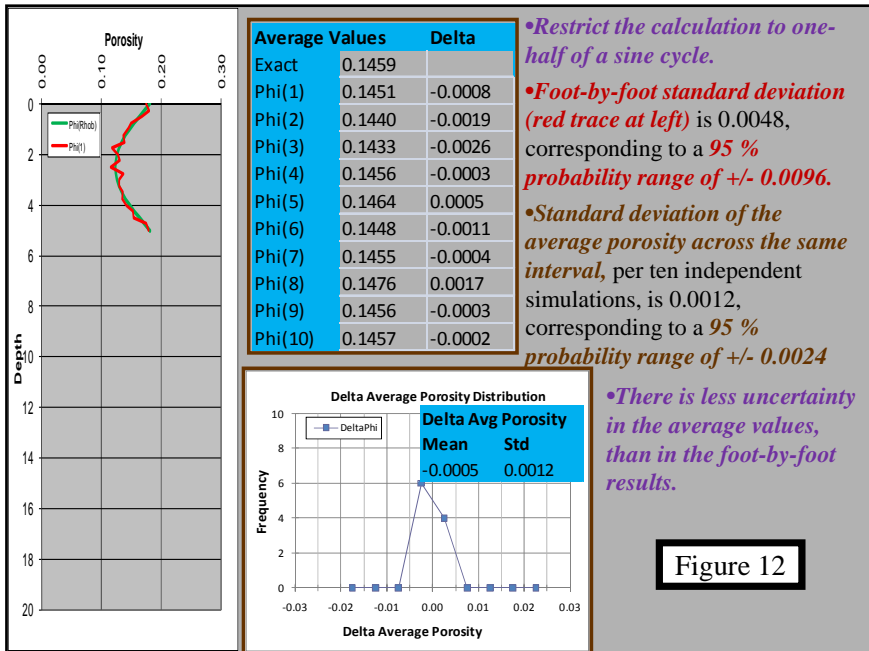 Porosity
0.00 0.10 0.20 0.30
0
2
4
6
8
10
12
14
16
18
20
Depth
Phi(Rhob)
Phi(1)
Average Values Delta
Exact 0.1459
Phi(1) 0.1451 -0.0008
Phi(2) 0.1440 -0.0019
Phi(3) 0.1433 -0.0026
Phi(4) 0.1456 -0.0003
Phi(5) 0.1464 0.0005
Phi(6) 0.1448 -0.0011
Phi(7) 0.1455 -0.0004
Phi(8) 0.1476 0.0017
Phi(9) 0.1456 -0.0003
Phi(10) 0.1457 -0.0002
•Restrict the calculation to one-
half of a sine cycle.
•Foot-by-foot standard deviation
(red trace at left) is 0.0048,
corresponding to a 95 %
probability range of +/- 0.0096.
•Standard deviation of the
average porosity across the same
interval, per ten independent
simulations, is 0.0012,
corresponding to a 95 %
probability range of +/- 0.0024
•There is less uncertainty
in the average values,
than in the foot-by-foot
results.
Delta Average Porosity Distribution
DeltaPhi
Delta Avg Porosity
Mean Std
-0.0005 0.0012
Frequency
10
8
6
4
2
0
-0.03 -0.02 -0.01 0.00 0.01 0.02 0.03
Delta Average Porosity
Figure 12